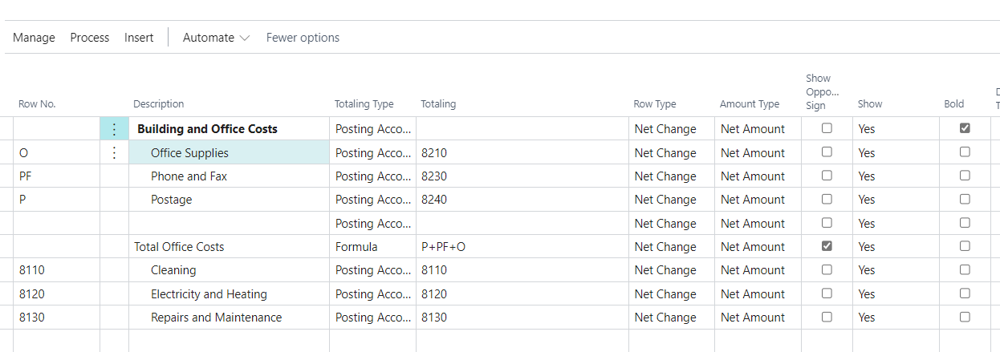 Manage Process Insert Automate Fewer options
Show
Oppo...
Row No. Description Totaling Type Totaling Row Type Amount Type Sign Show Bold
Building and Office Costs Posting Acco... Net Change Net Amount Yes
O Office Supplies Posting Acco... 8210 Net Change Net Amount Yes
PF Phone and Fax Posting Acco... 8230 Net Change Net Amount Yes
P Postage Posting Acco... 8240 Net Change Net Amount Yes
Posting Acco... Net Change Net Amount Yes
Total Office Costs Formula P+PF+O Net Change Net Amount Yes
8110 Cleaning Posting Acco... 8110 Net Change Net Amount Yes
8120 Electricity and Heating Posting Acco... 8120 Net Change Net Amount Yes
8130 Repairs and Maintenance Posting Acco... 8130 Net Change Net Amount Yes